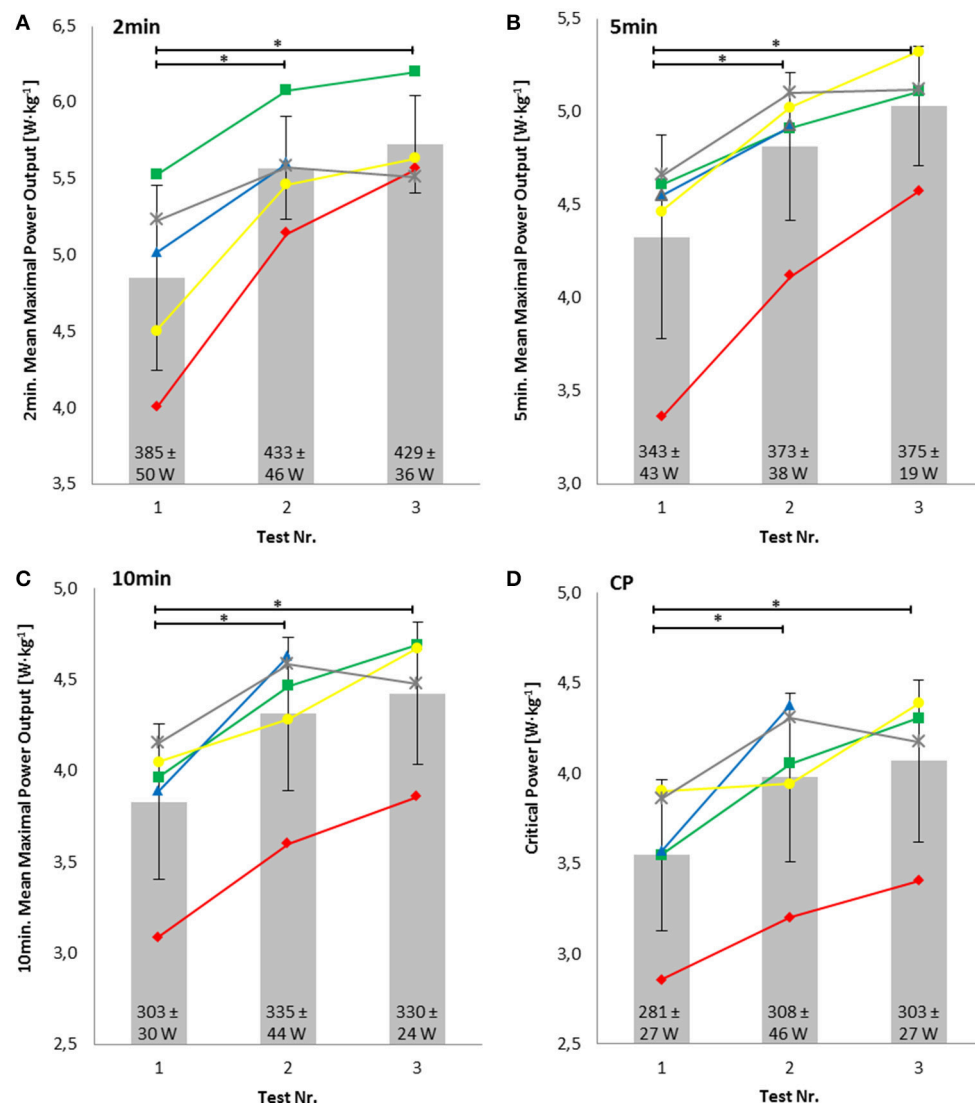 A
2min
6,5
6,0
5,5
5,0
4,5
4,0
3,5
2min. Mean Maximal Power Output [W·kg-1]
*
*
385 ±
50 W
433 ±
46 W
429 ±
36 W
1
2
3
Test Nr.
B
5min
5,5
5,0
4,5
4,0
3,5
3,0
5min. Mean Maximal Power Output [W·kg-1]
*
*
343 ±
43 W
373 ±
38 W
375 ±
19 W
1
2
3
Test Nr.
C
10min
5,0
4,5
4,0
3,5
3,0
2,5
10min. Mean Maximal Power Output [W·kg-1]
*
*
303 ±
30 W
335 ±
44 W
330 ±
24 W
1
2
3
Test Nr.
D
CP
5,0
4,5
4,0
3,5
3,0
2,5
Critical Power [W·kg-1]
*
*
281 ±
27 W
308 ±
46 W
303 ±
27 W
1
2
3
Test Nr.